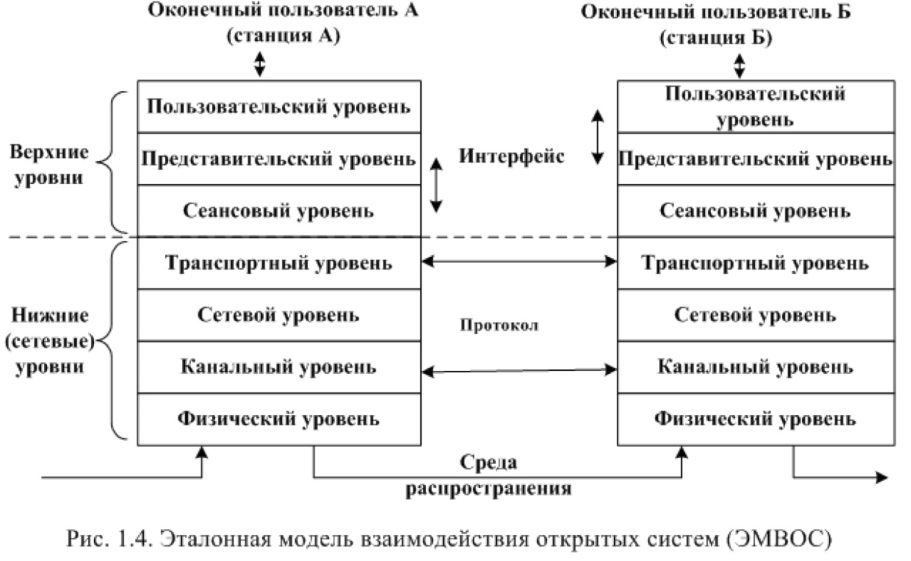 Оконечный пользователь А
(станция А)
Оконечный пользователь Б
(станция Б)
Верхние
уровни
Пользовательский уровень
Представительский уровень
Сеансовый уровень
Интерфейс
Пользовательский
уровень
Представительский уровень
Сеансовый уровень
Нижние
(сетевые)
уровни
Транспортный уровень
Сетевой уровень
Канальный уровень
Физический уровень
Протокол
Транспортный уровень
Сетевой уровень
Канальный уровень
Физический уровень
Среда
распространения
Рис. 1.4. Эталонная модель взаимодействия открытых систем (ЭМВОС)